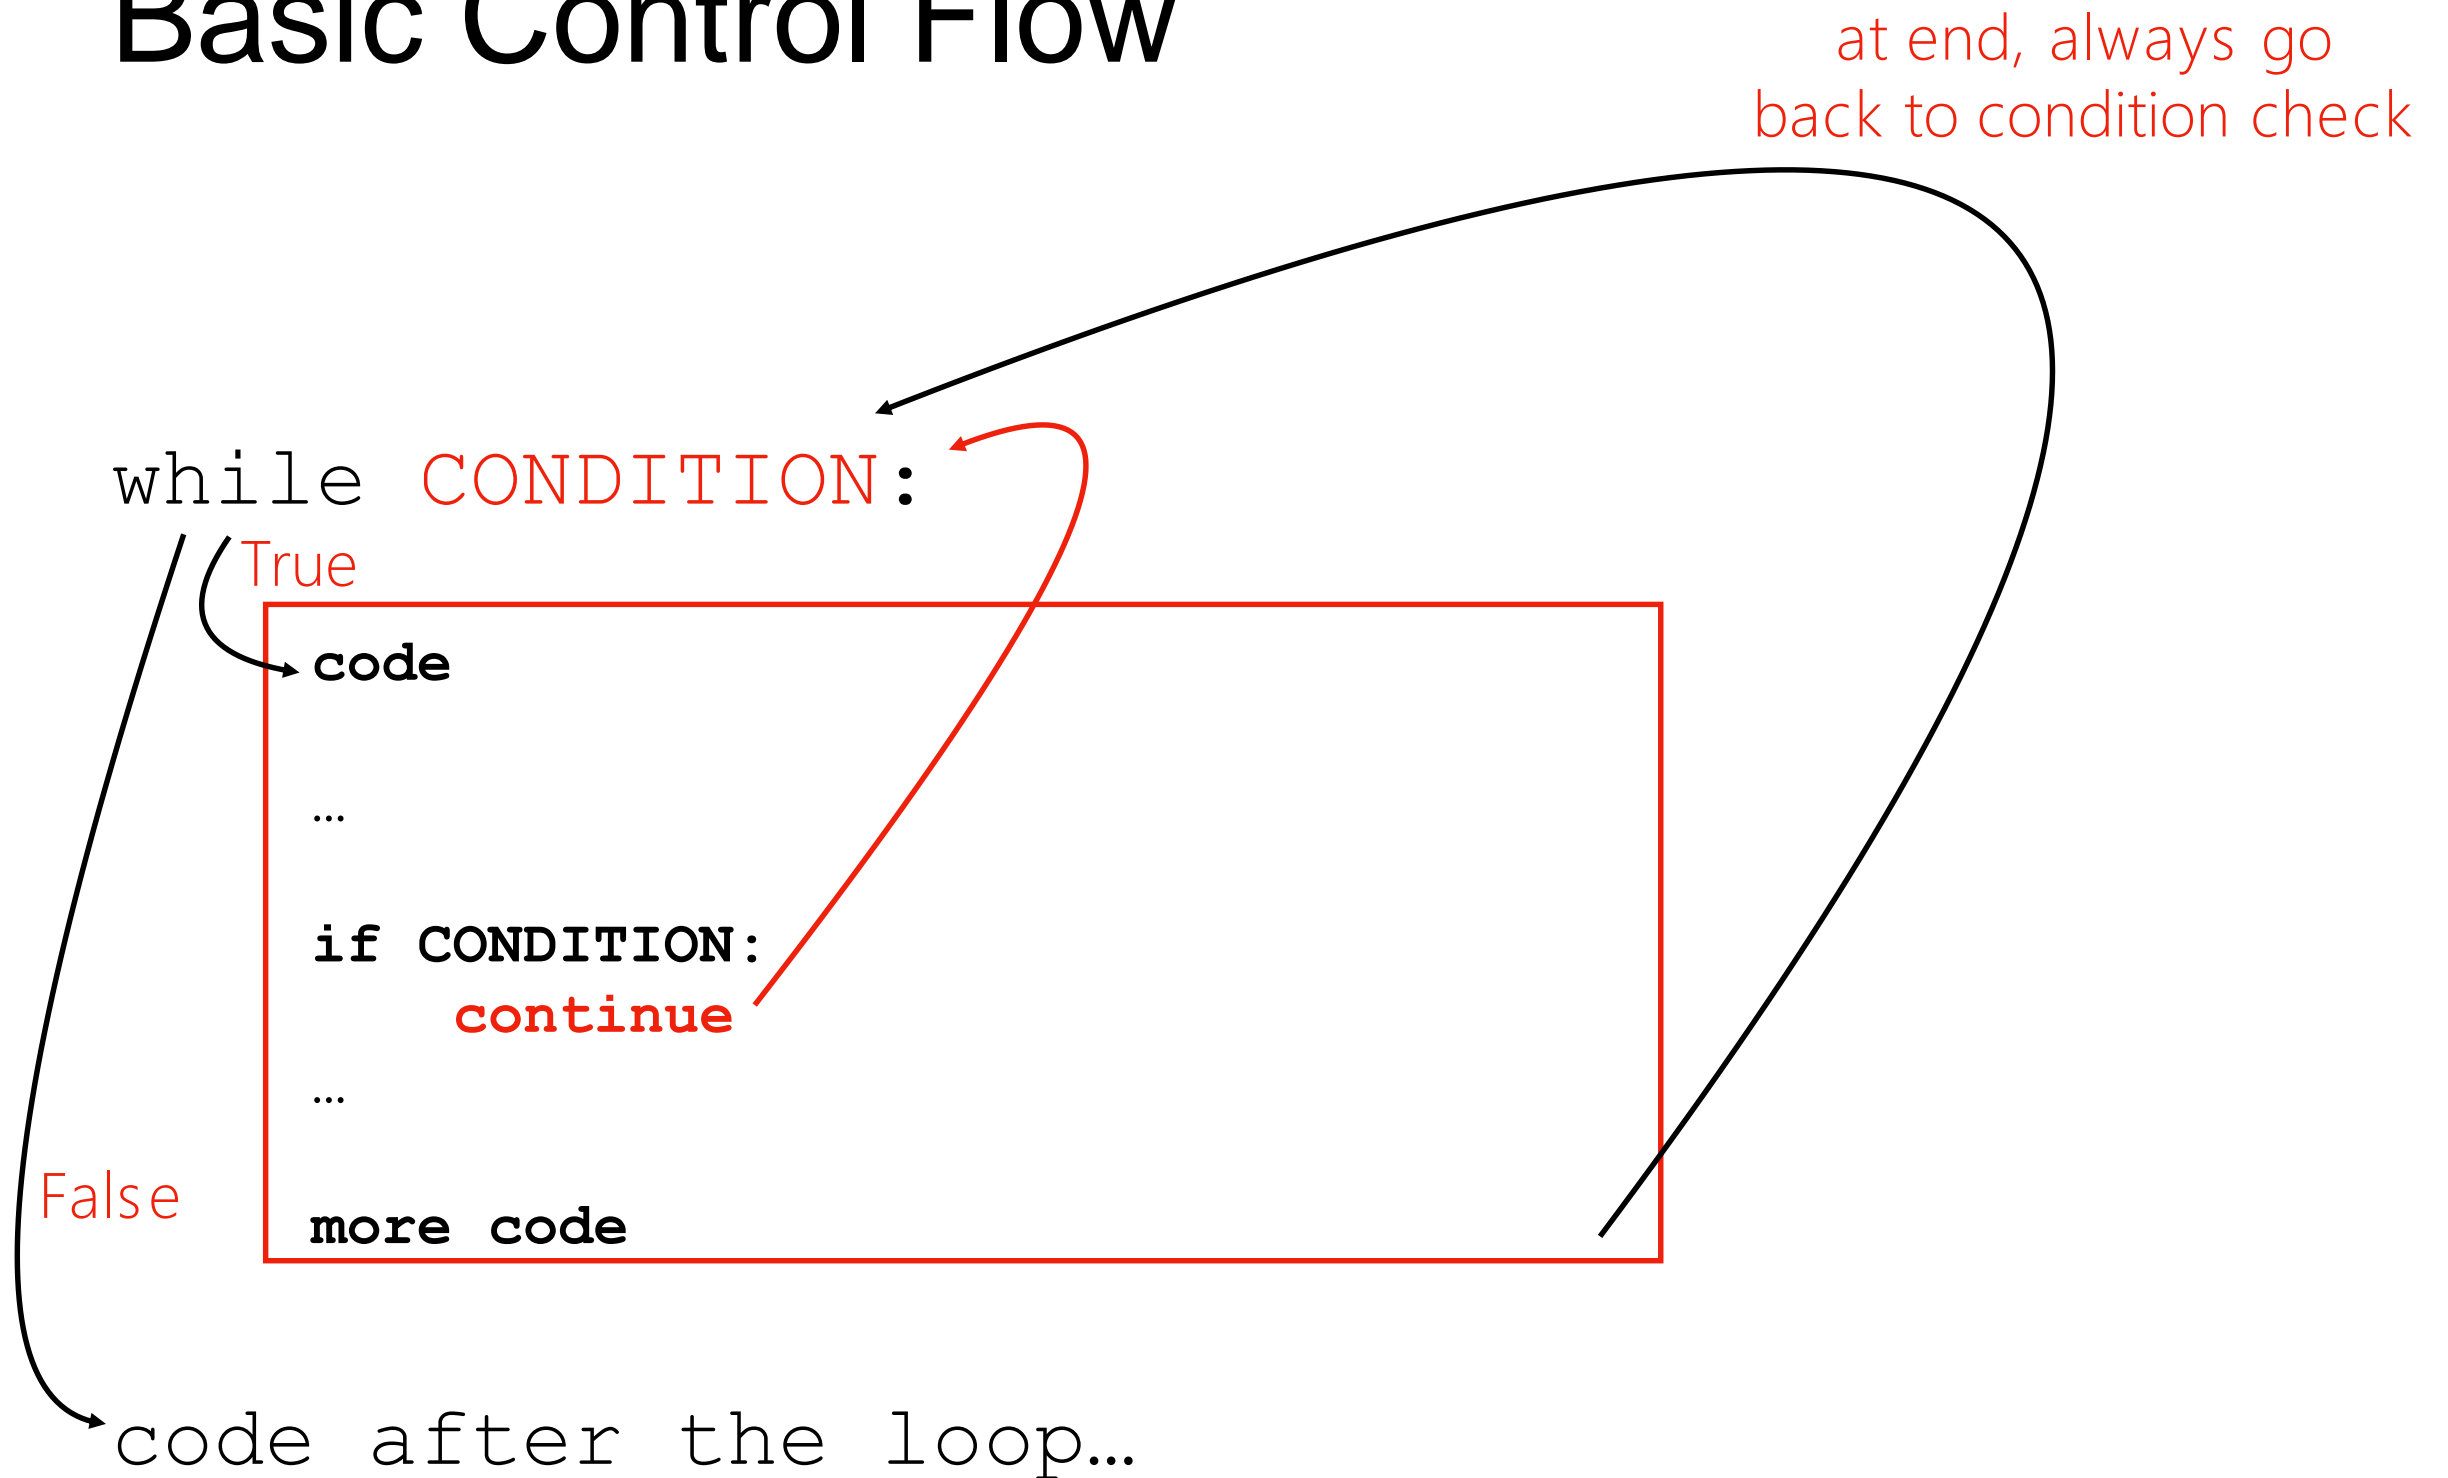 Basic Control Flow
at end, always go
back to condition check
while CONDITION:
True
code
…
if CONDITION:
continue
…
False
more code
code after the loop…